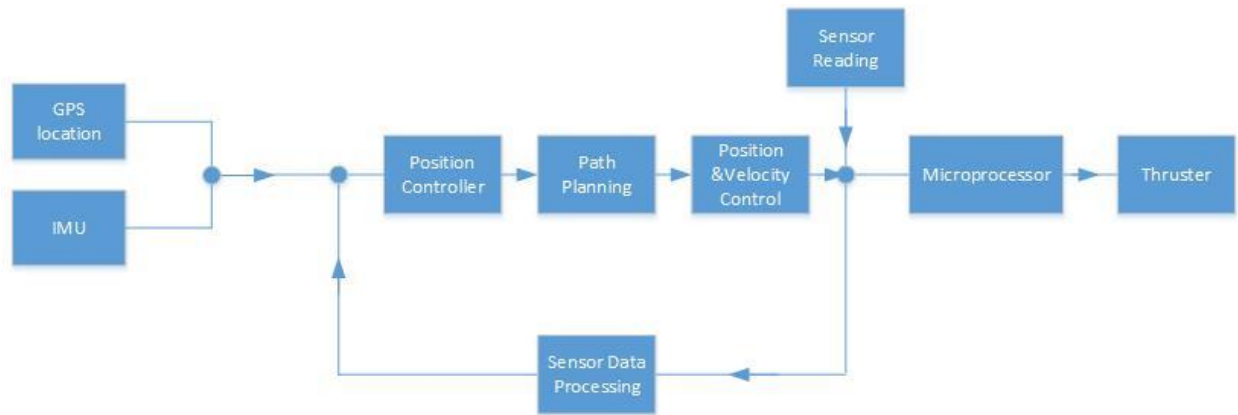 Sensor
Reading
GPS
location
Position
Controller
Path
Planning
Position
&Velocity
Control
Microprocessor
Thruster
IMU
Sensor Data
Processing